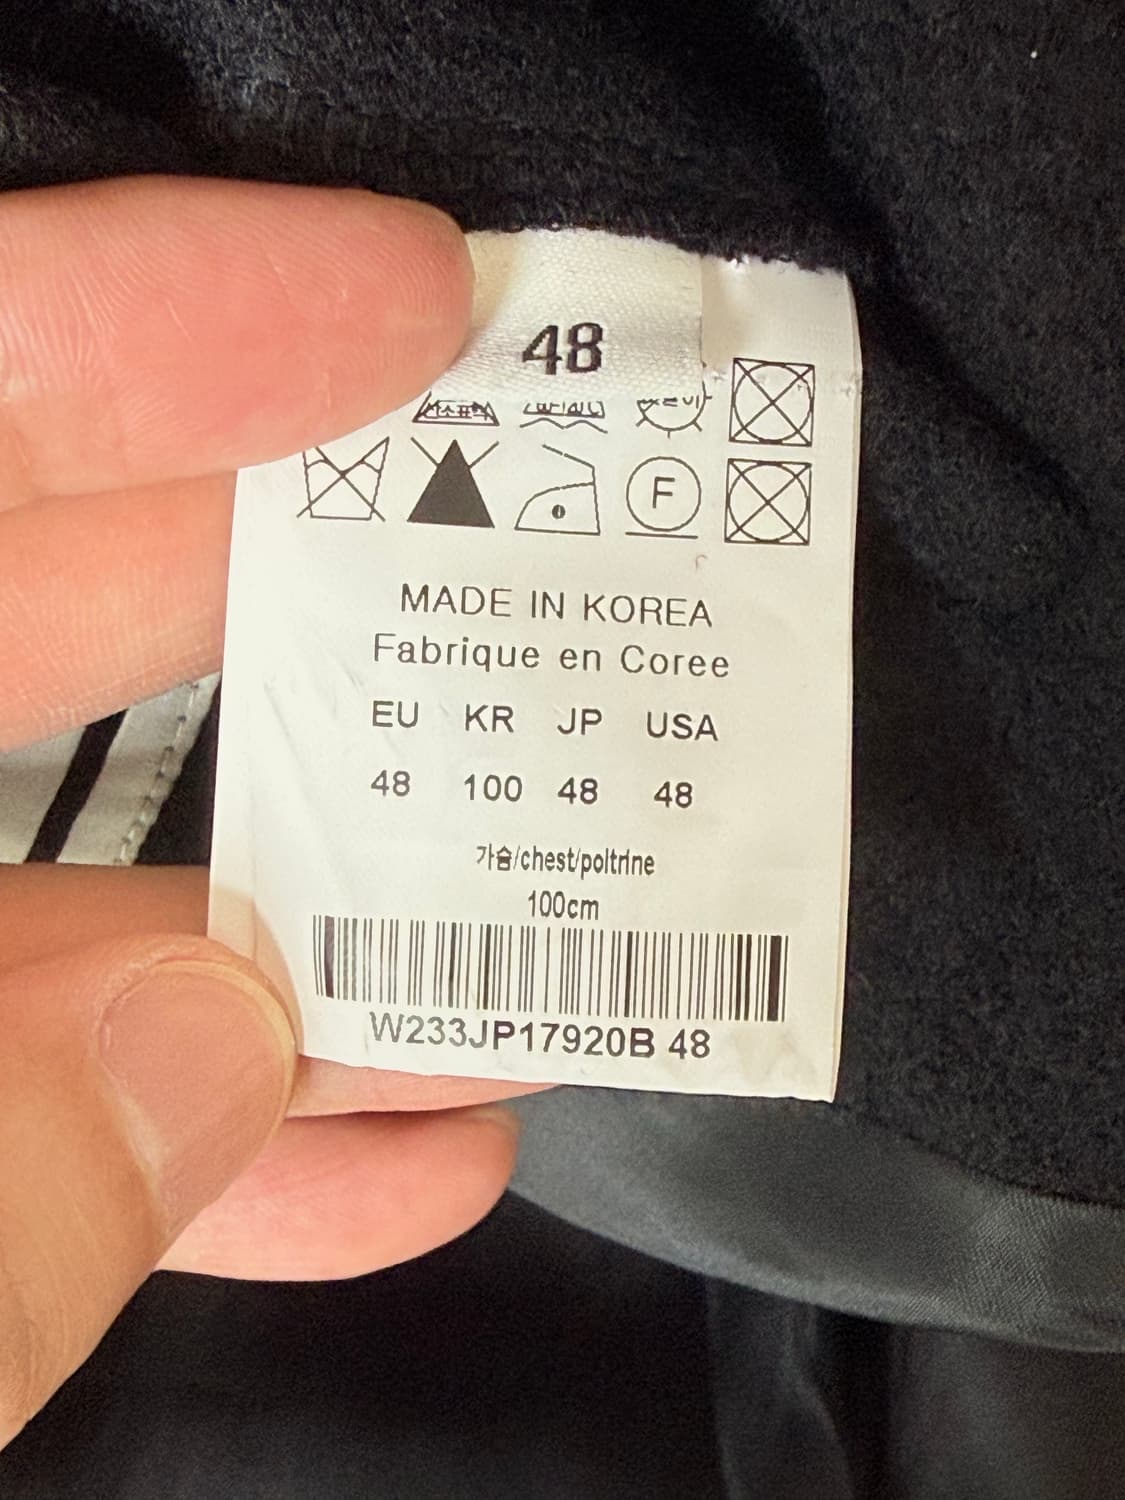 48
F
MADE IN KOREA
Fabrique en Coree
EU KR JP USA
48 100 48 48
가슴/chest/poltrine
100cm
W233JP17920B 48